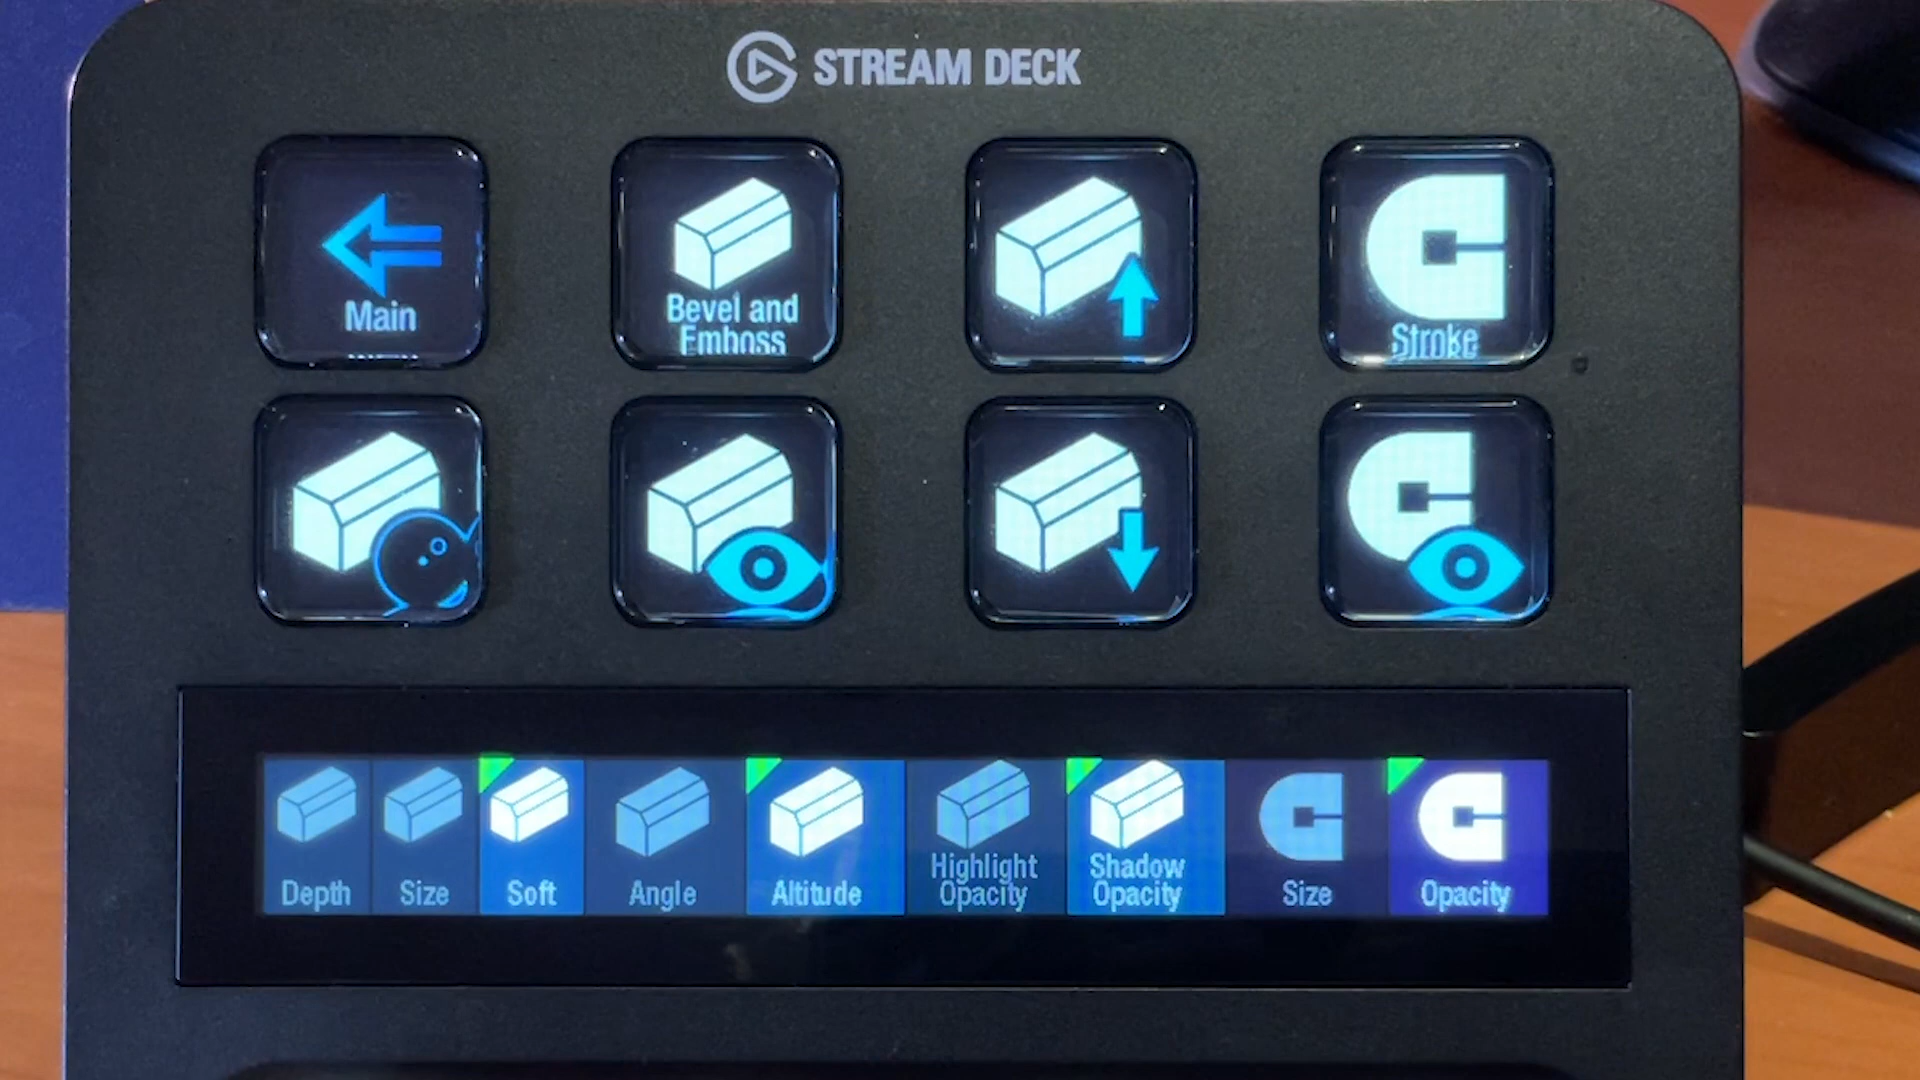 STREAM DECK
Main
Bevel and
Emboss
Stroke
Depth
Size
Soft
Angle
Altitude
Highlight
Opacity
Shadow
Opacity
Size
Opacity